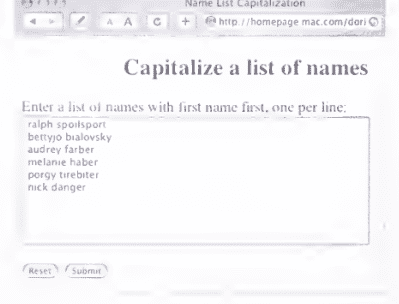 Name List Capitalization
A A C + http://homepage mac.com/dori
Capitalize a list of names
Enter a list of names with first name first, one per line:
ralph spoilsport
bettyjo bialovsky
audrey farber
melanie haber
porgy tirebiter
nick danger
Reset Submit